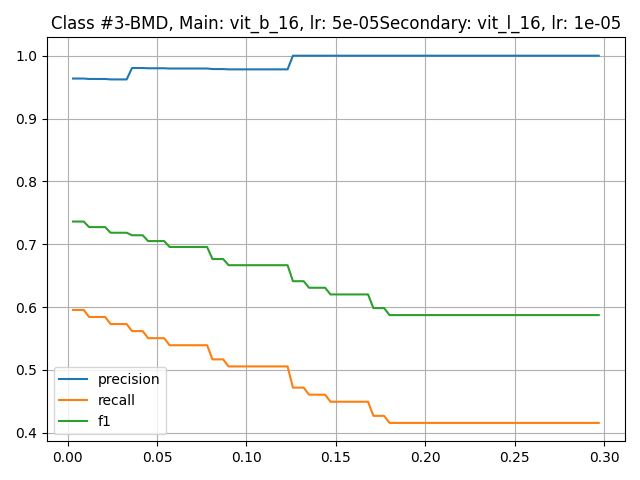 Class #3-BMD, Main: vit_b_16, lr: 5e-05Secondary: vit_l_16, lr: 1e-05
1.0
0.9
0.8
0.7
0.6
0.5
0.4
precision
recall
f1
0.00 0.05 0.10 0.15 0.20 0.25 0.30